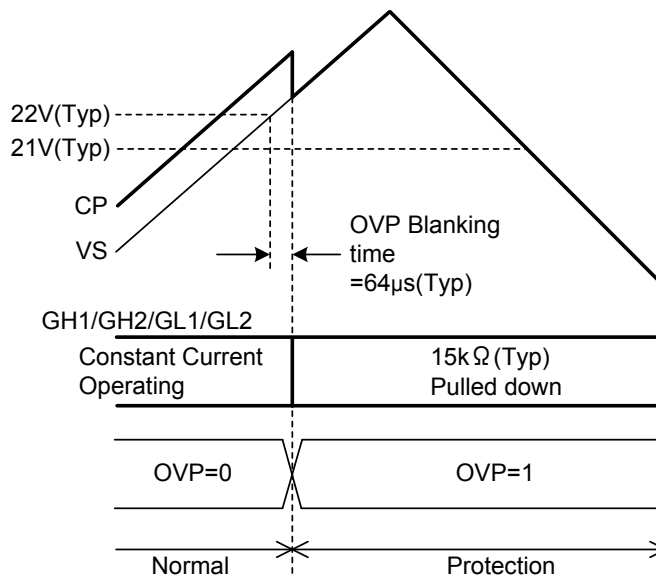 22V(Typ)
21V(Typ)
CP
VS
OVP Blanking
time
=64µs(Typ)
GH1/GH2/GL1/GL2
Constant Current
Operating
15kΩ(Typ)
Pulled down
OVP=0
OVP=1
Normal
Protection